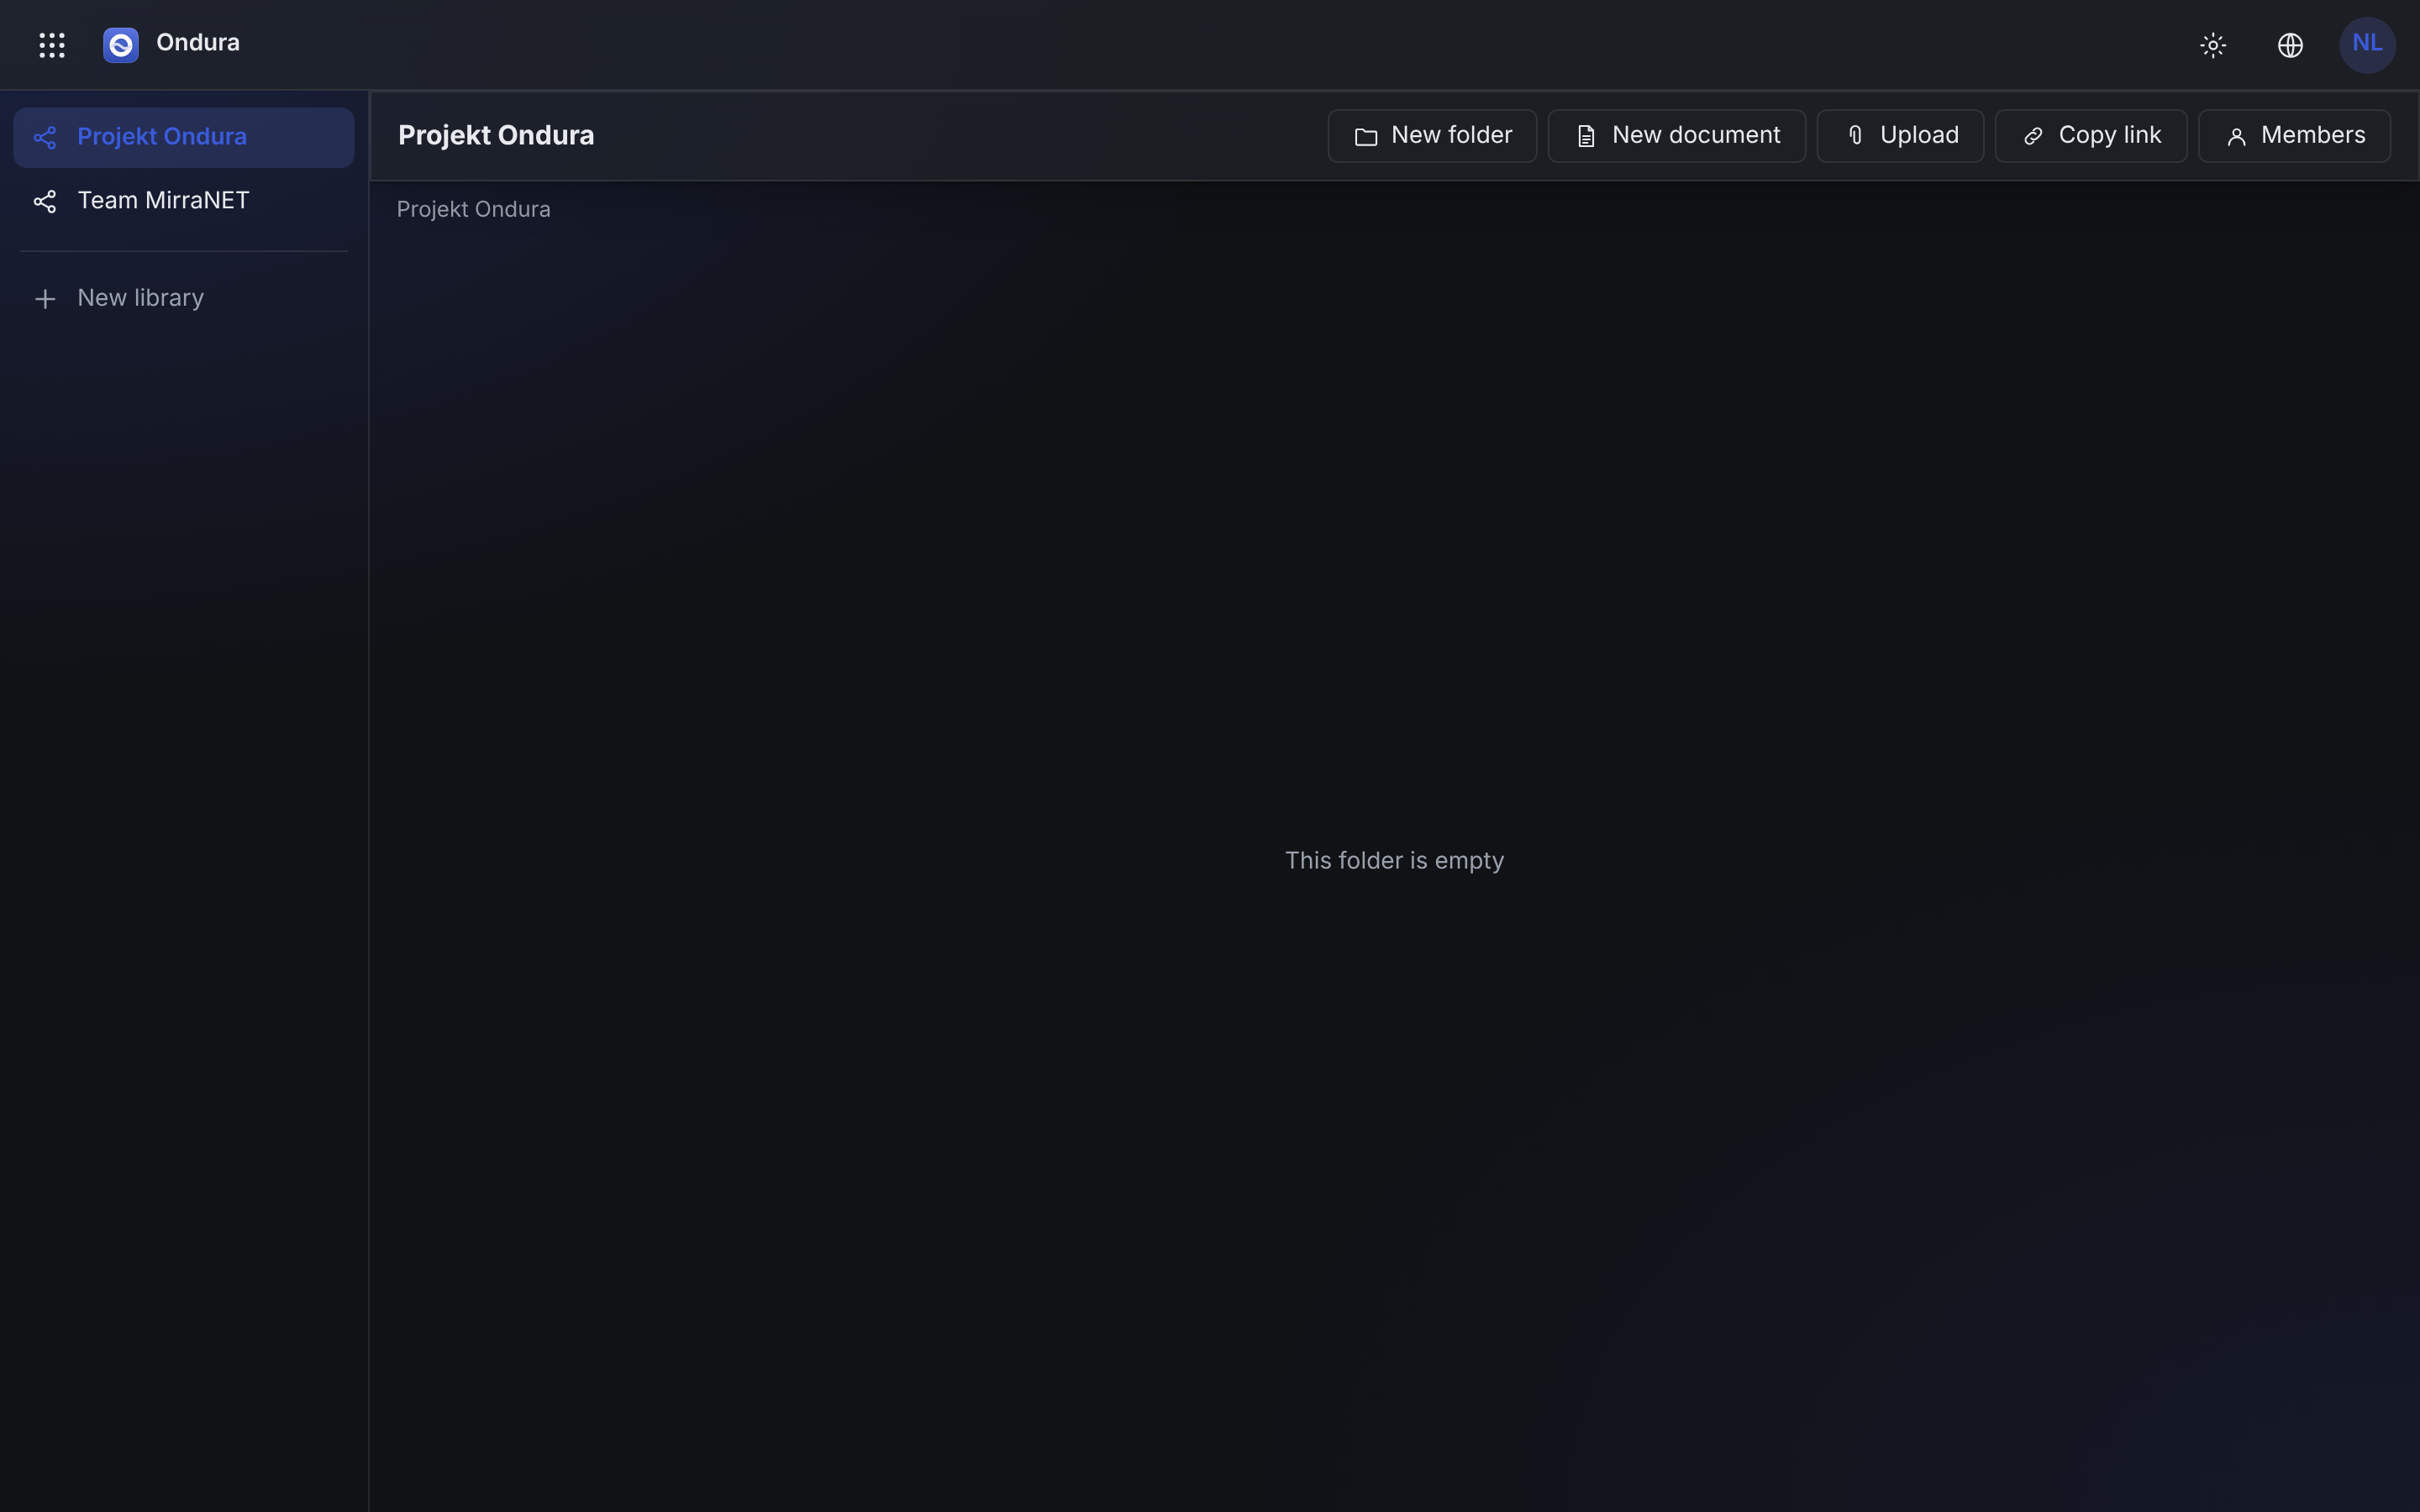 Ondura
NL
Projekt Ondura
Team MirraNET
New library
Projekt Ondura
New folder
New document
Upload
Copy link
Members
Projekt Ondura
This folder is empty